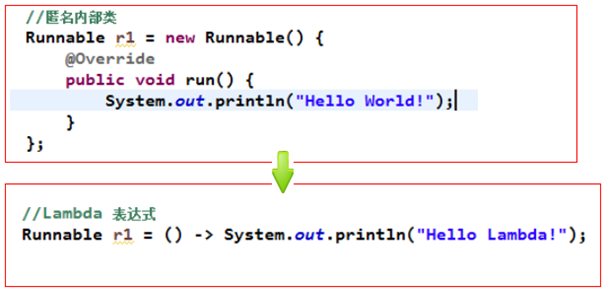 //匿名内部类
Runnable r1 = new Runnable() {
    @Override
    public void run() {
        System.out.println("Hello World!");
    }
};
//Lambda 表达式
Runnable r1 = () -> System.out.println("Hello Lambda!");